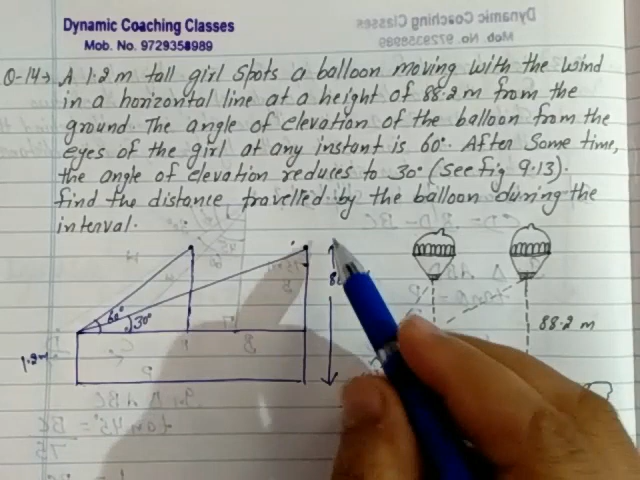 Dynamic Coaching Classes
Mob. No. 9729358989
Q-14→ A 1.2 m tall girl spots a balloon moving with the wind
in a horizontal line at a height of 88.2 m from the
ground. The angle of elevation of the balloon from the
eyes of the girl at any instant is 60°. After Some time,
the angle of elevation reduces to 30° (see fig 9.13).
find the distance travelled by the balloon during the
interval.
60°
30°
1.2m
88.2 m